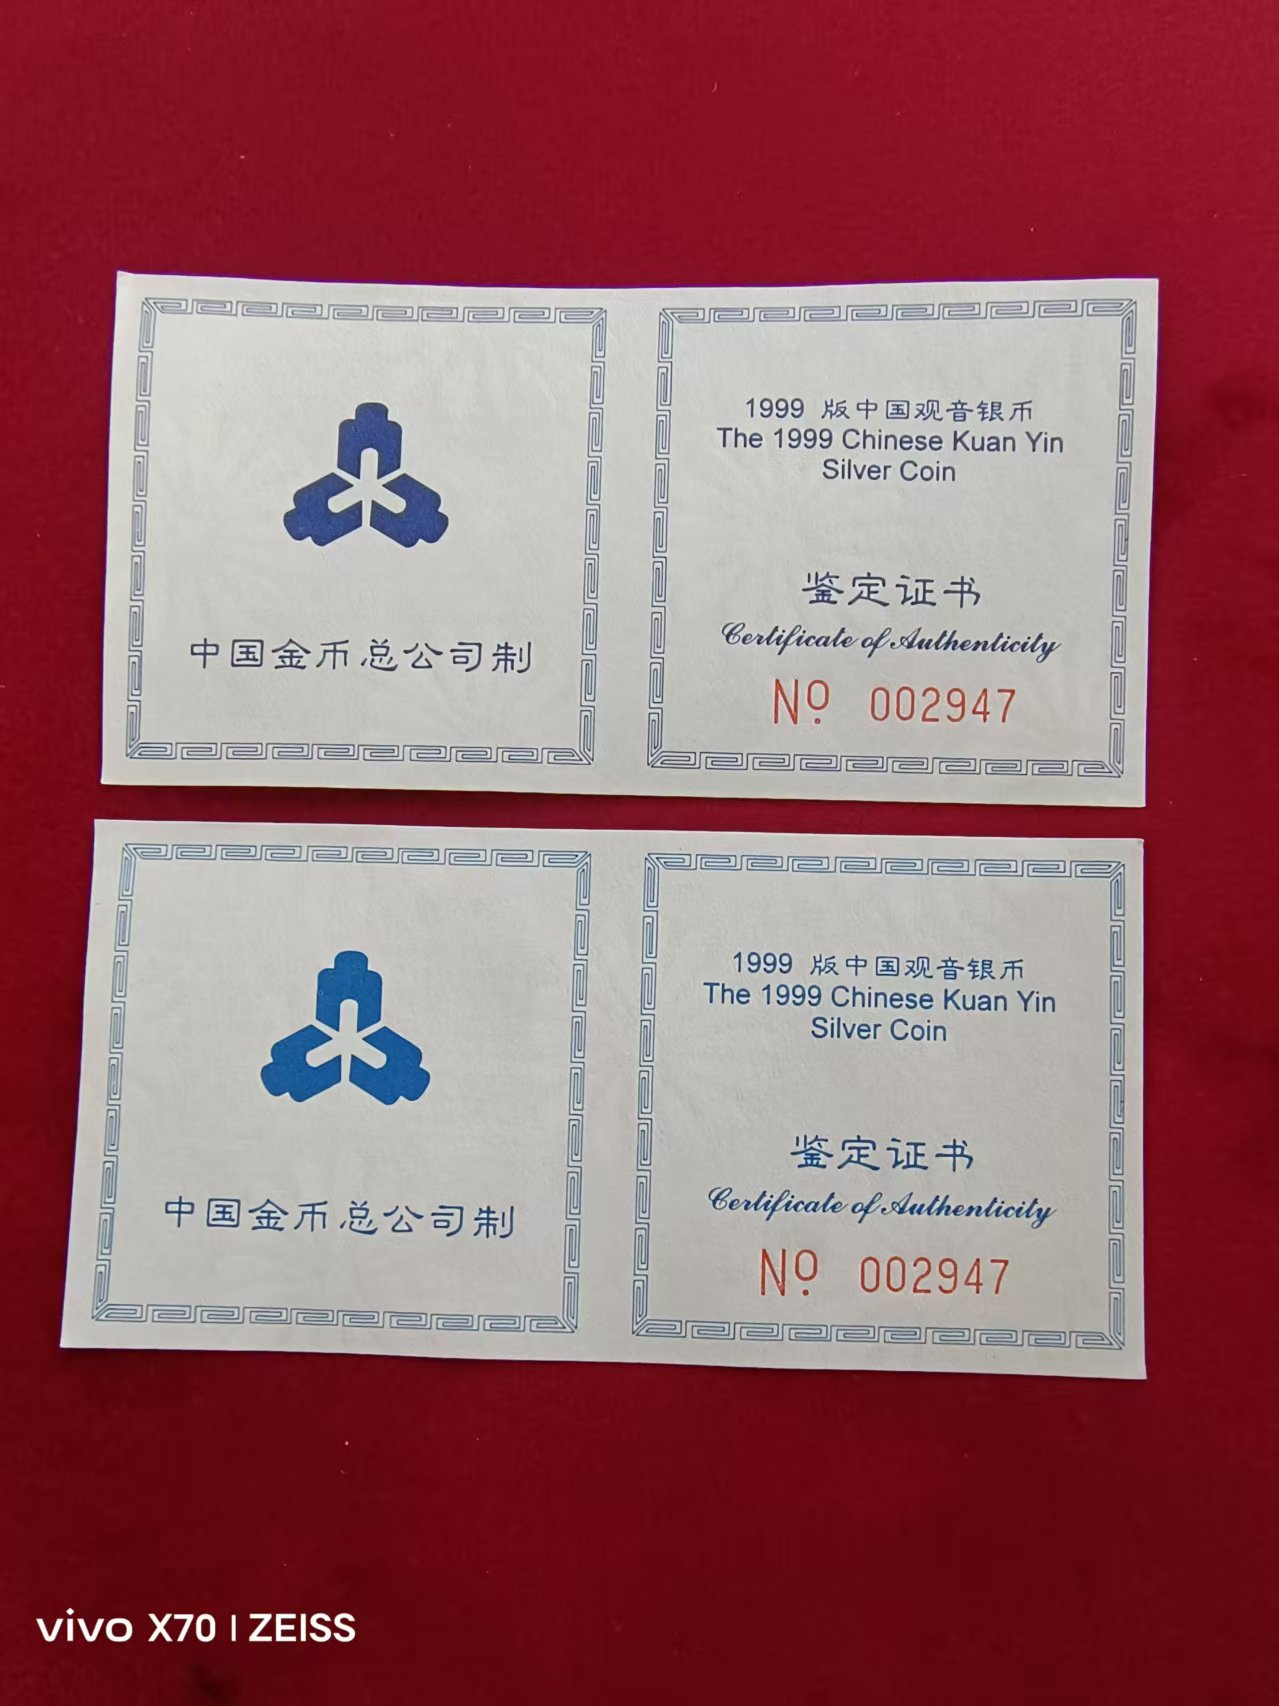 1999 版中国观音银币
The 1999 Chinese Kuan Yin
Silver Coin
鉴定证书
Certificate of Authenticity
中国金币总公司制
Nº 002947
1999 版中国观音银币
The 1999 Chinese Kuan Yin
Silver Coin
鉴定证书
Certificate of Authenticity
中国金币总公司制
Nº 002947
vivo X70 | ZEISS